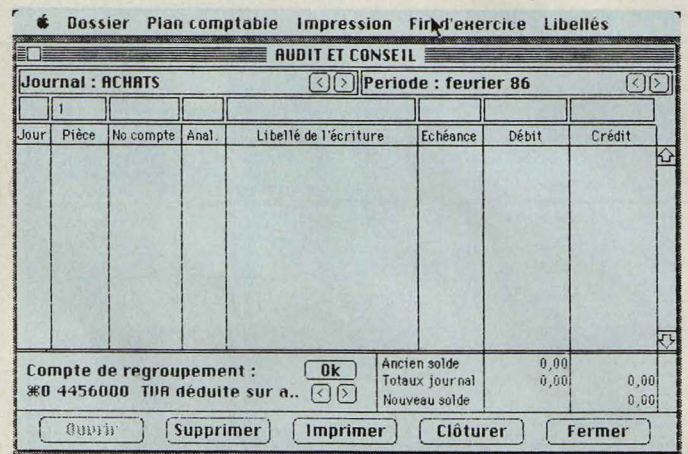 Dossier Plan comptable Impression Fin d'exercice Libellés
AUDIT ET CONSEIL
Journal : ACHATS < > Periode : fevrier 86 < >
1
Jour Pièce No compte Anal. Libellé de l'écriture Echéance Débit Crédit
Compte de regroupement : Ok
⌘0 4456000 TVA déduite sur a.. < >
Ancien solde 0,00
Totaux journal 0,00 0,00
Nouveau solde 0,00
Ouvrir Supprimer Imprimer Clôturer Fermer